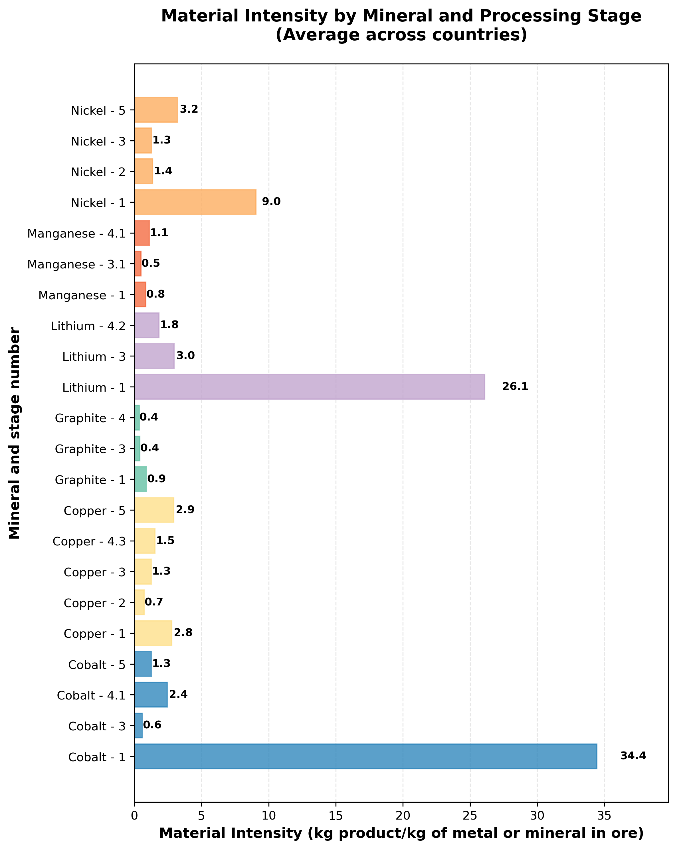 Material Intensity by Mineral and Processing Stage
(Average across countries)
Mineral and stage number
Nickel - 5 3.2
Nickel - 3 1.3
Nickel - 2 1.4
Nickel - 1 9.0
Manganese - 4.1 1.1
Manganese - 3.1 0.5
Manganese - 1 0.8
Lithium - 4.2 1.8
Lithium - 3 3.0
Lithium - 1 26.1
Graphite - 4 0.4
Graphite - 3 0.4
Graphite - 1 0.9
Copper - 5 2.9
Copper - 4.3 1.5
Copper - 3 1.3
Copper - 2 0.7
Copper - 1 2.8
Cobalt - 5 1.3
Cobalt - 4.1 2.4
Cobalt - 3 0.6
Cobalt - 1 34.4
0 5 10 15 20 25 30 35
Material Intensity (kg product/kg of metal or mineral in ore)